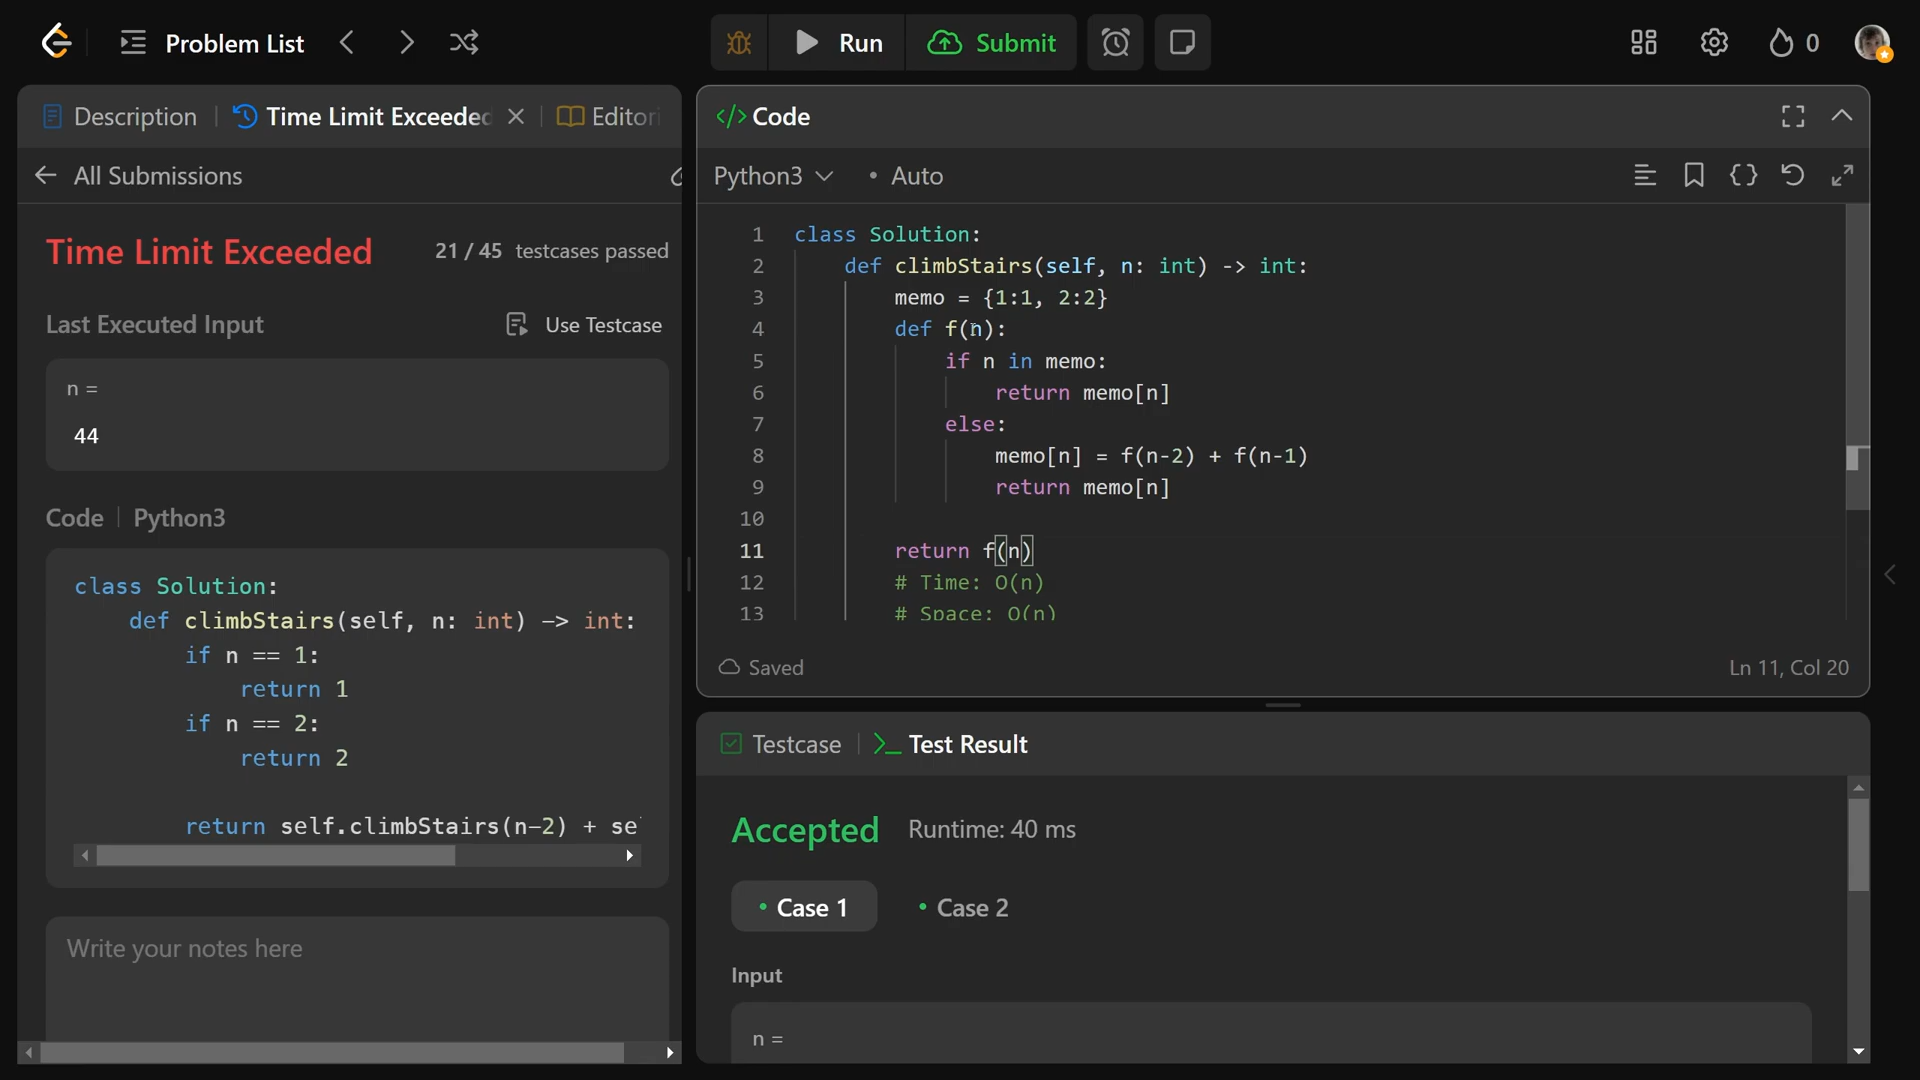 Problem List
Run
Submit
0
Description
Time Limit Exceeded
Editori
All Submissions
Time Limit Exceeded
21 / 45 testcases passed
Last Executed Input
Use Testcase
n =
44
Code
Python3
class Solution:
def climbStairs(self, n: int) -> int:
if n == 1:
return 1
if n == 2:
return 2
return self.climbStairs(n-2) + se
Write your notes here
</> Code
Python3
Auto
1 class Solution:
2 def climbStairs(self, n: int) -> int:
3 memo = {1:1, 2:2}
4 def f(n):
5 if n in memo:
6 return memo[n]
7 else:
8 memo[n] = f(n-2) + f(n-1)
9 return memo[n]
10
11 return f(n)
12 # Time: O(n)
13 # Space: O(n)
Saved
Ln 11, Col 20
Testcase
Test Result
Accepted
Runtime: 40 ms
Case 1
Case 2
Input
n =